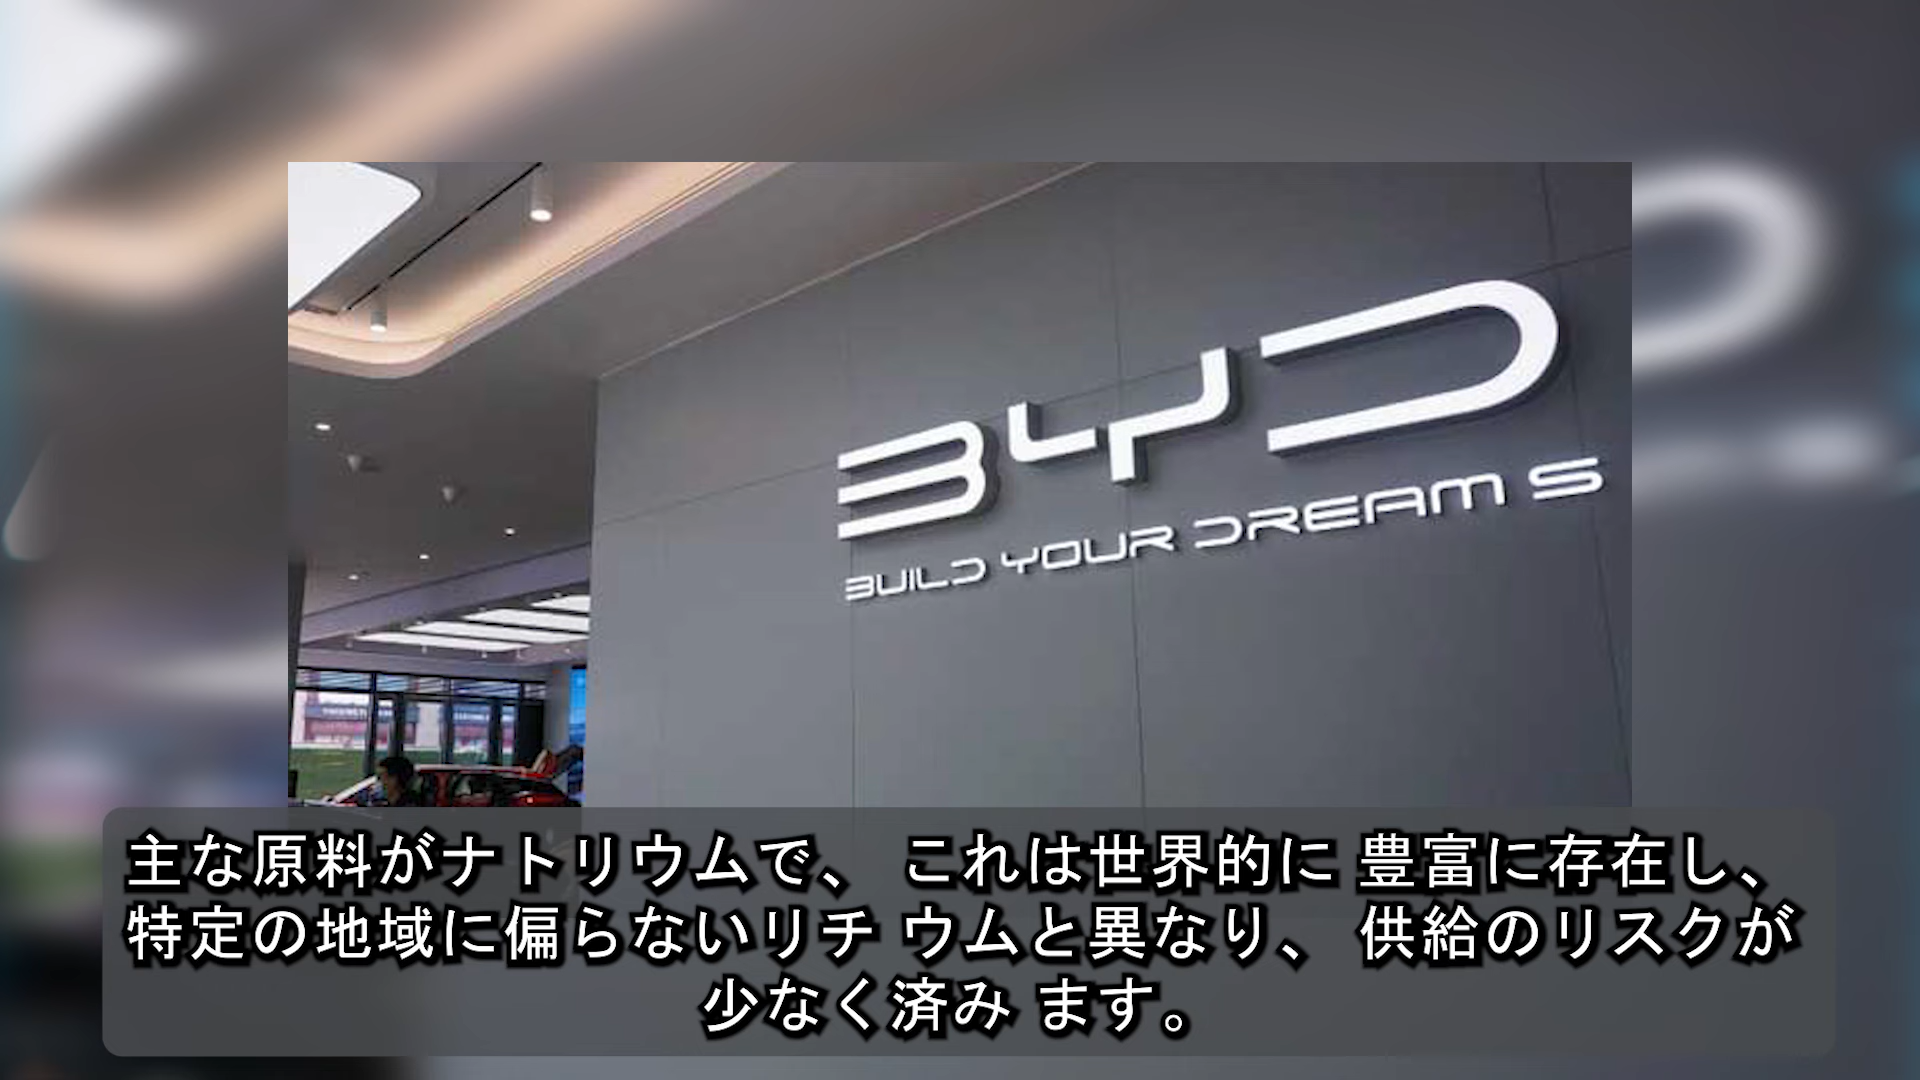 BYD
BUILD YOUR DREAMS
主な原料がナトリウムで、 これは世界的に 豊富に存在し、
特定の地域に偏らないリチ ウムと異なり、 供給のリスクが
少なく済み ます。